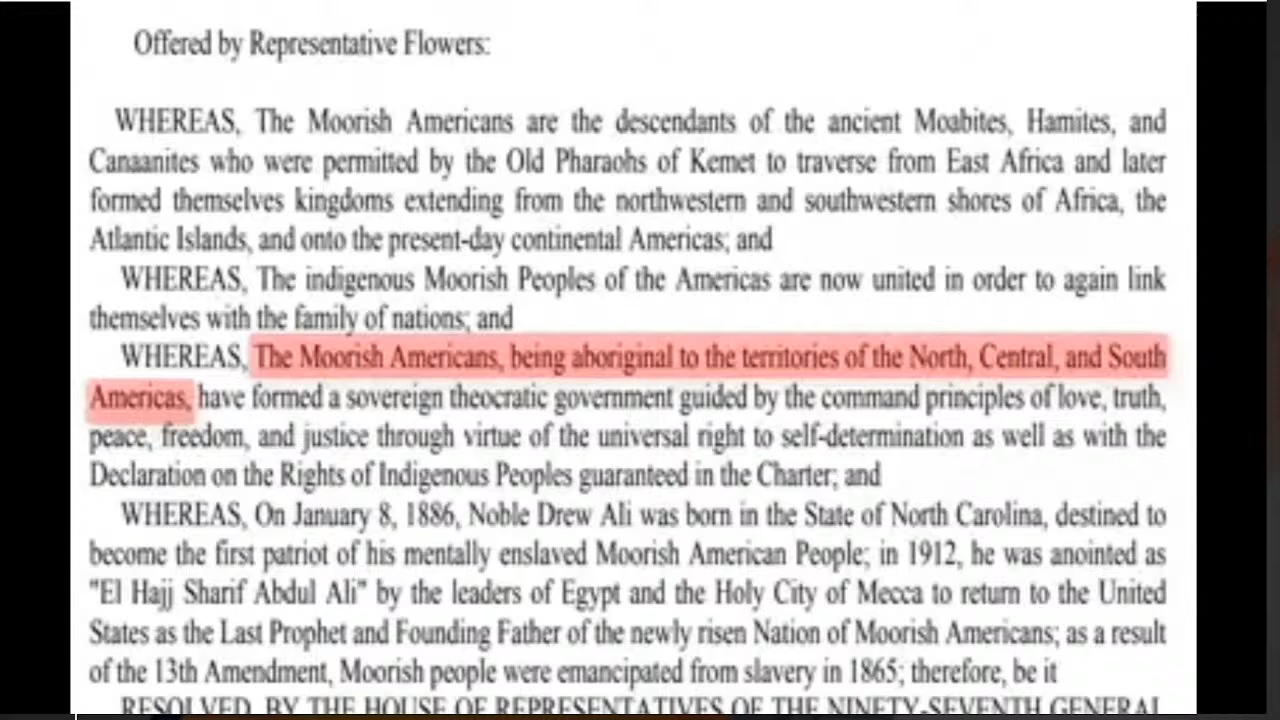 Offered by Representative Flowers:
WHEREAS, The Moorish Americans are the descendants of the ancient Moabites, Hamites, and
Canaanites who were permitted by the Old Pharaohs of Kemet to traverse from East Africa and later
formed themselves kingdoms extending from the northwestern and southwestern shores of Africa, the
Atlantic Islands, and onto the present-day continental Americas; and
WHEREAS, The indigenous Moorish Peoples of the Americas are now united in order to again link
themselves with the family of nations; and
WHEREAS, The Moorish Americans, being aboriginal to the territories of the North, Central, and South
Americas, have formed a sovereign theocratic government guided by the command principles of love, truth,
peace, freedom, and justice through virtue of the universal right to self-determination as well as with the
Declaration on the Rights of Indigenous Peoples guaranteed in the Charter; and
WHEREAS, On January 8, 1886, Noble Drew Ali was born in the State of North Carolina, destined to
become the first patriot of his mentally enslaved Moorish American People; in 1912, he was anointed as
"El Hajj Sharif Abdul Ali" by the leaders of Egypt and the Holy City of Mecca to return to the United
States as the Last Prophet and Founding Father of the newly risen Nation of Moorish Americans; as a result
of the 13th Amendment, Moorish people were emancipated from slavery in 1865; therefore, be it
RESOLVED, BY THE HOUSE OF REPRESENTATIVES OF THE NINETY-SEVENTH GENERAL